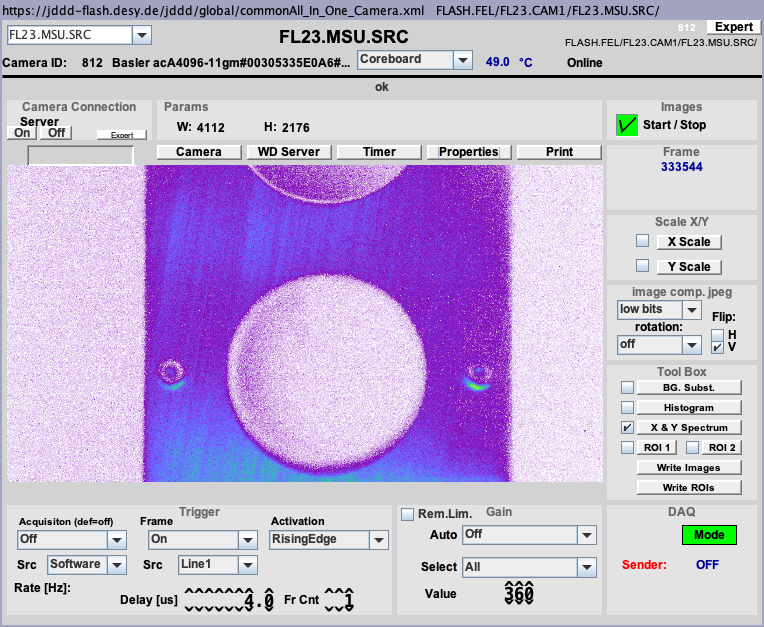 https://jddd-flash.desy.de/jddd/global/commonAll_In_One_Camera.xml FLASH.FEL/FL23.CAM1/FL23.MSU.SRC/
FL23.MSU.SRC
FL23.MSU.SRC
812
Expert
FLASH.FEL/FL23.CAM1/FL23.MSU.SRC/
Camera ID: 812 Basler acA4096-11gm#00305335E0A6#... Coreboard 49.0 °C Online
ok
Camera Connection
Server
On Off Expert
Params
W: 4112 H: 2176
Camera WD Server Timer Properties Print
Images
Start / Stop
Frame
333544
Scale X/Y
X Scale
Y Scale
image comp. jpeg
low bits
Flip:
rotation:
H
off
V
Tool Box
BG. Subst.
Histogram
X & Y Spectrum
ROI 1 ROI 2
Write Images
Write ROIs
Trigger
Acquisiton (def=off) Frame Activation
Off On RisingEdge
Src Software Src Line1
Rate [Hz]:
Delay [us] 4.0 Fr Cnt 1
Rem.Lim. Gain
Auto Off
Select All
Value 360
DAQ
Mode
Sender: OFF